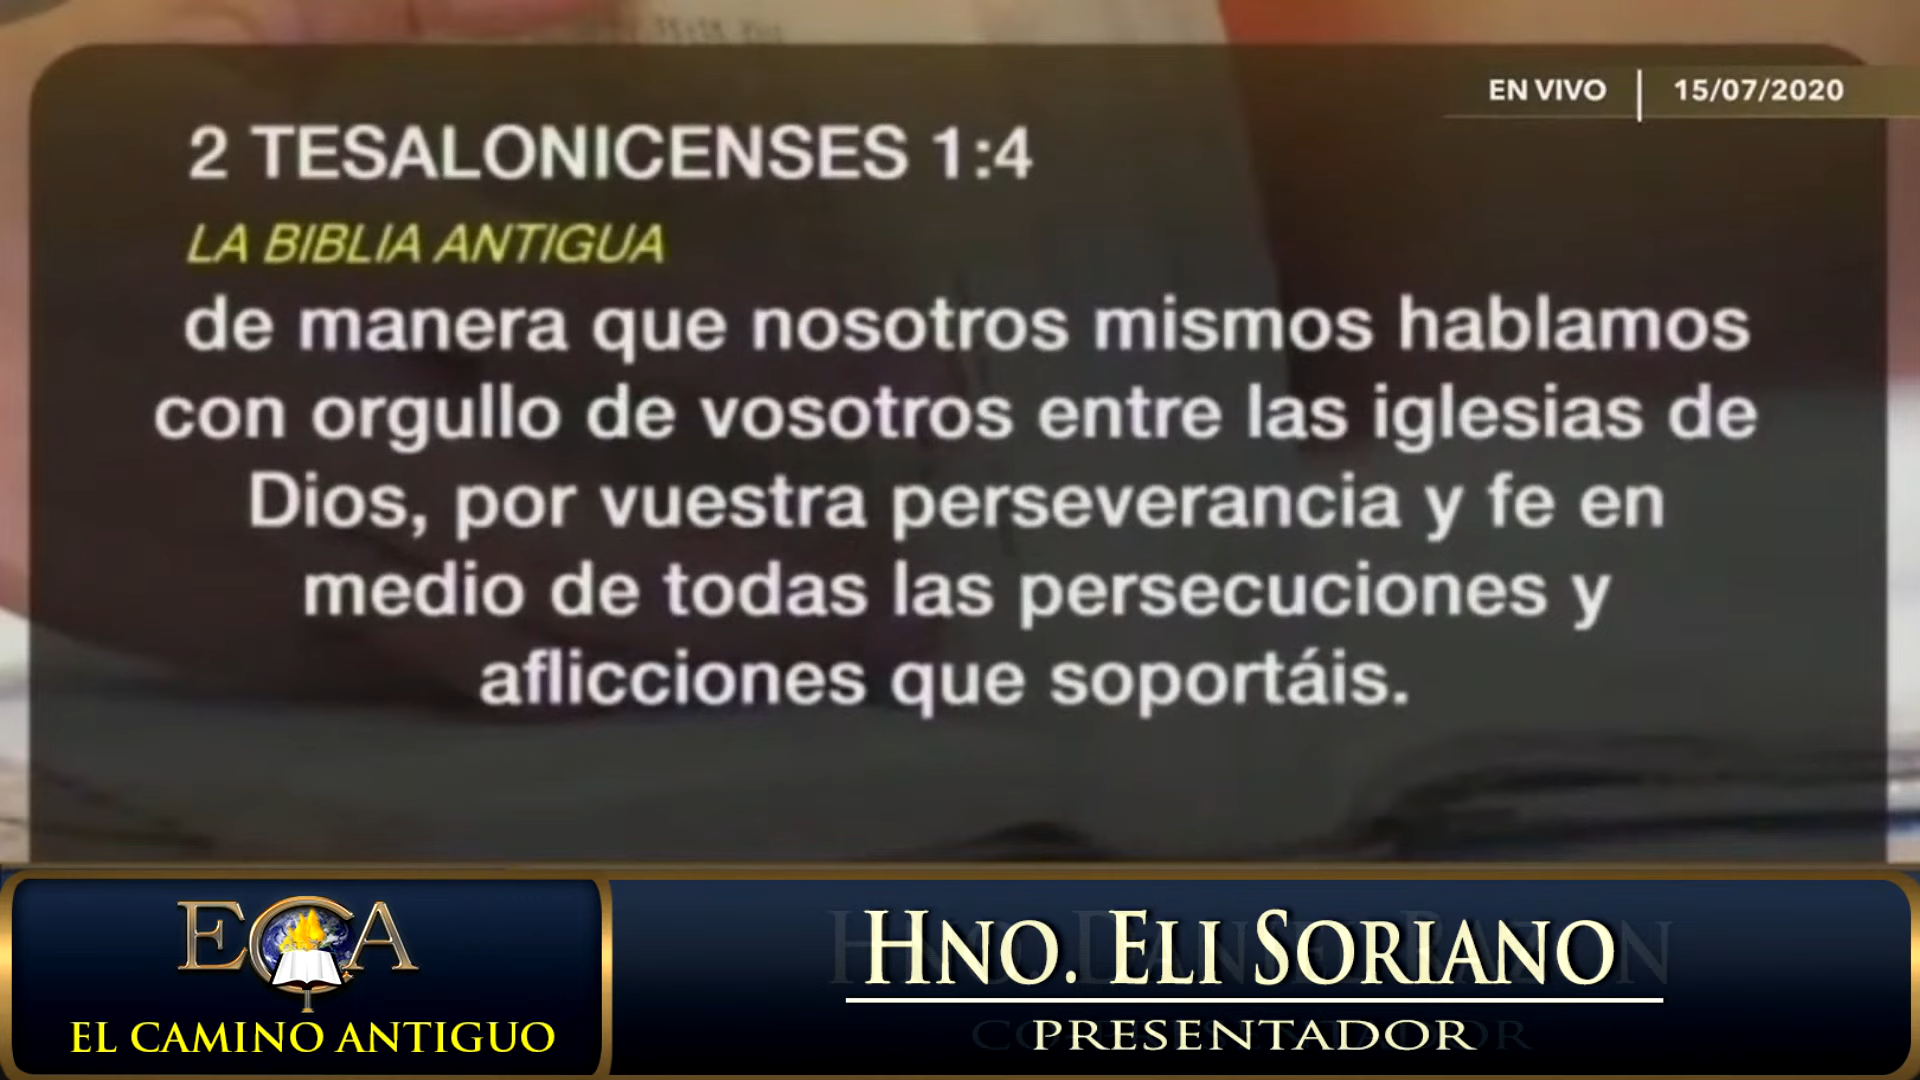 EN VIVO | 15/07/2020
2 TESALONICENSES 1:4
LA BIBLIA ANTIGUA
de manera que nosotros mismos hablamos
con orgullo de vosotros entre las iglesias de
Dios, por vuestra perseverancia y fe en
medio de todas las persecuciones y
aflicciones que soportáis.
ECA
EL CAMINO ANTIGUO
HNO. ELI SORIANO
PRESENTADOR